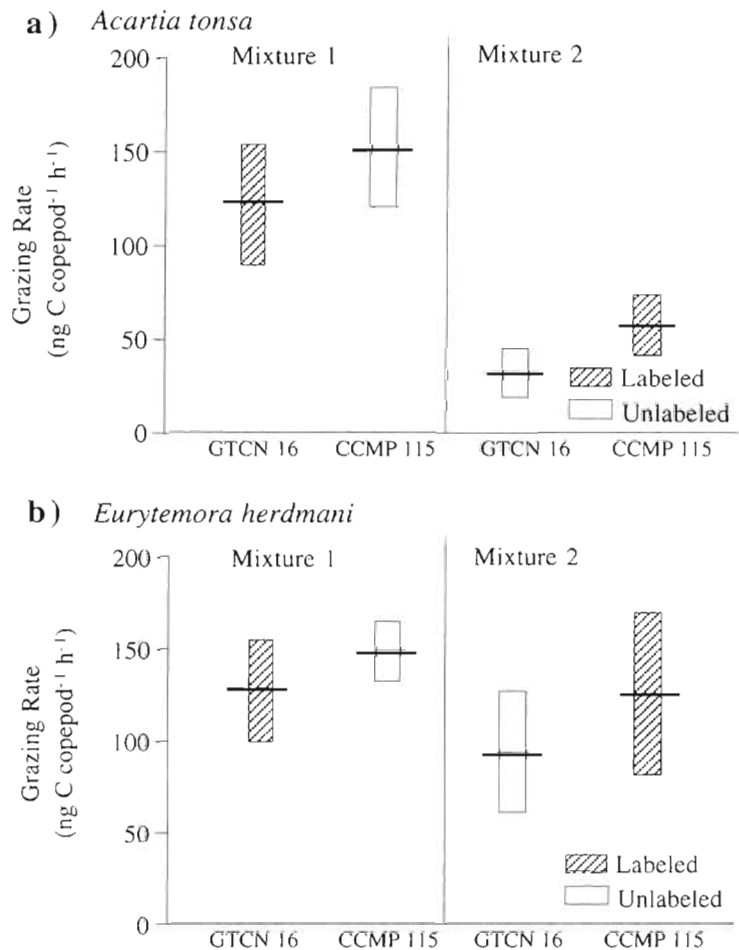 a) Acartia tonsa
Mixture 1 Mixture 2
200
150
100
50
0
Grazing Rate
(ng C copepod⁻¹ h⁻¹)
Labeled
Unlabeled
GTCN 16 CCMP 115 GTCN 16 CCMP 115
b) Eurytemora herdmani
Mixture 1 Mixture 2
200
150
100
50
0
Grazing Rate
(ng C copepod⁻¹ h⁻¹)
Labeled
Unlabeled
GTCN 16 CCMP 115 GTCN 16 CCMP 115